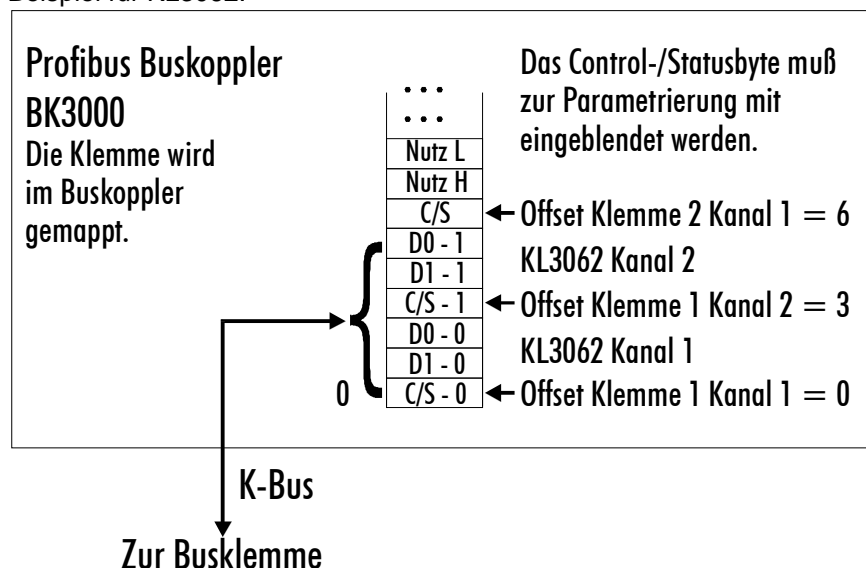 Profibus Buskoppler
BK3000
Die Klemme wird
im Buskoppler
gemappt.
Das Control-/Statusbyte muß
zur Parametrierung mit
eingeblendet werden.
...
...
Nutz L
Nutz H
C/S
Offset Klemme 2 Kanal 1 = 6
D0 - 1
KL3062 Kanal 2
D1 - 1
C/S - 1
Offset Klemme 1 Kanal 2 = 3
D0 - 0
KL3062 Kanal 1
D1 - 0
0
C/S - 0
Offset Klemme 1 Kanal 1 = 0
K-Bus
Zur Busklemme